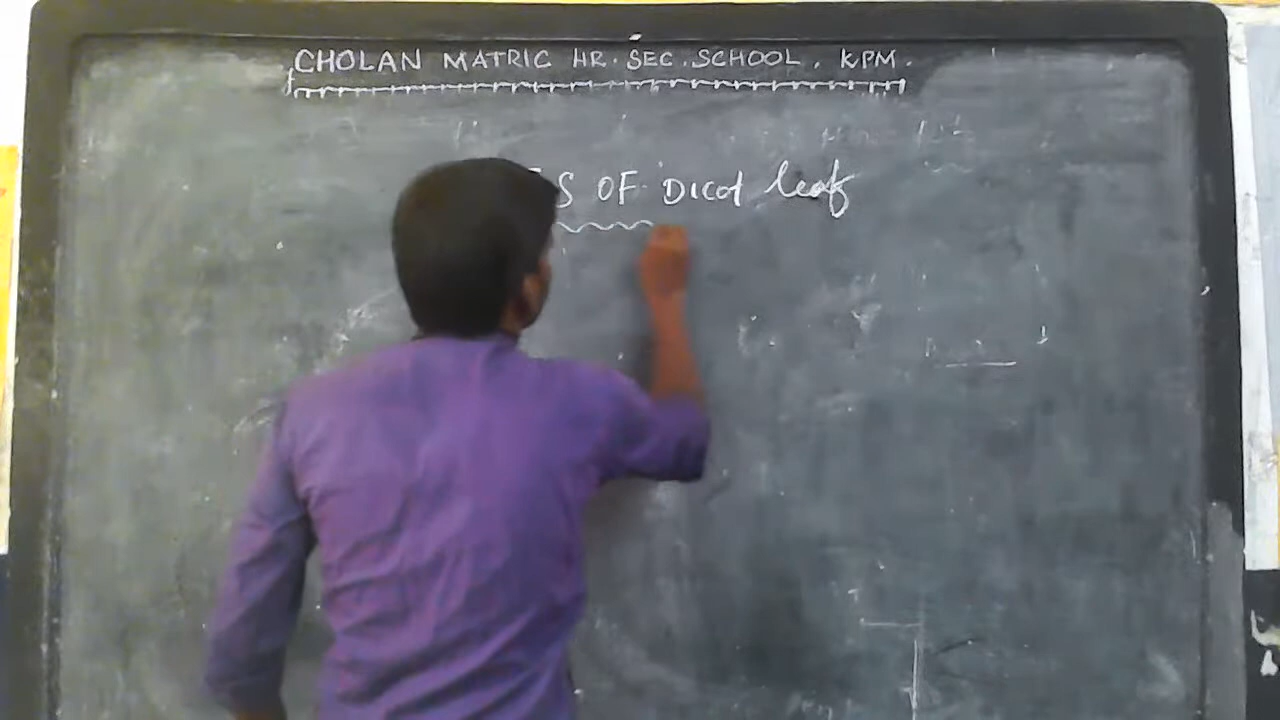 CHOLAN MATRIC HR. SEC. SCHOOL, KPM.
S OF DICOT leaf